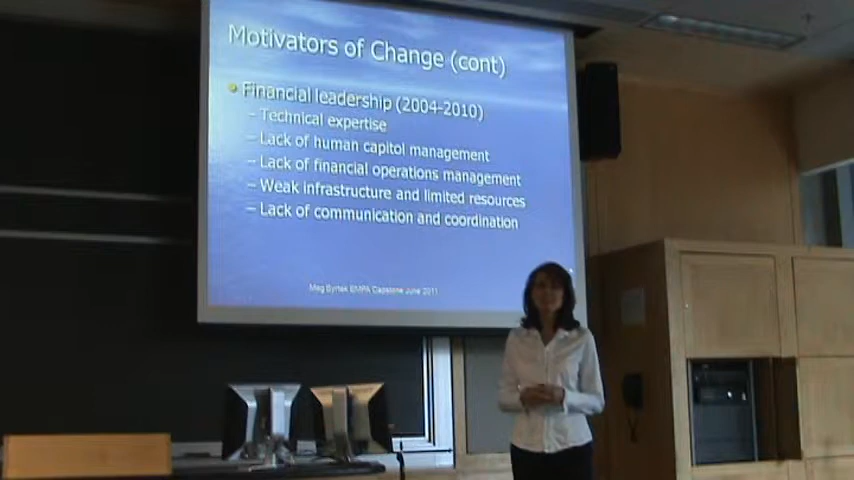 Motivators of Change (cont)
Financial leadership (2004-2010)
– Technical expertise
– Lack of human capitol management
– Lack of financial operations management
– Weak infrastructure and limited resources
– Lack of communication and coordination
Meg Byrtek EMPA Capstone June 2011